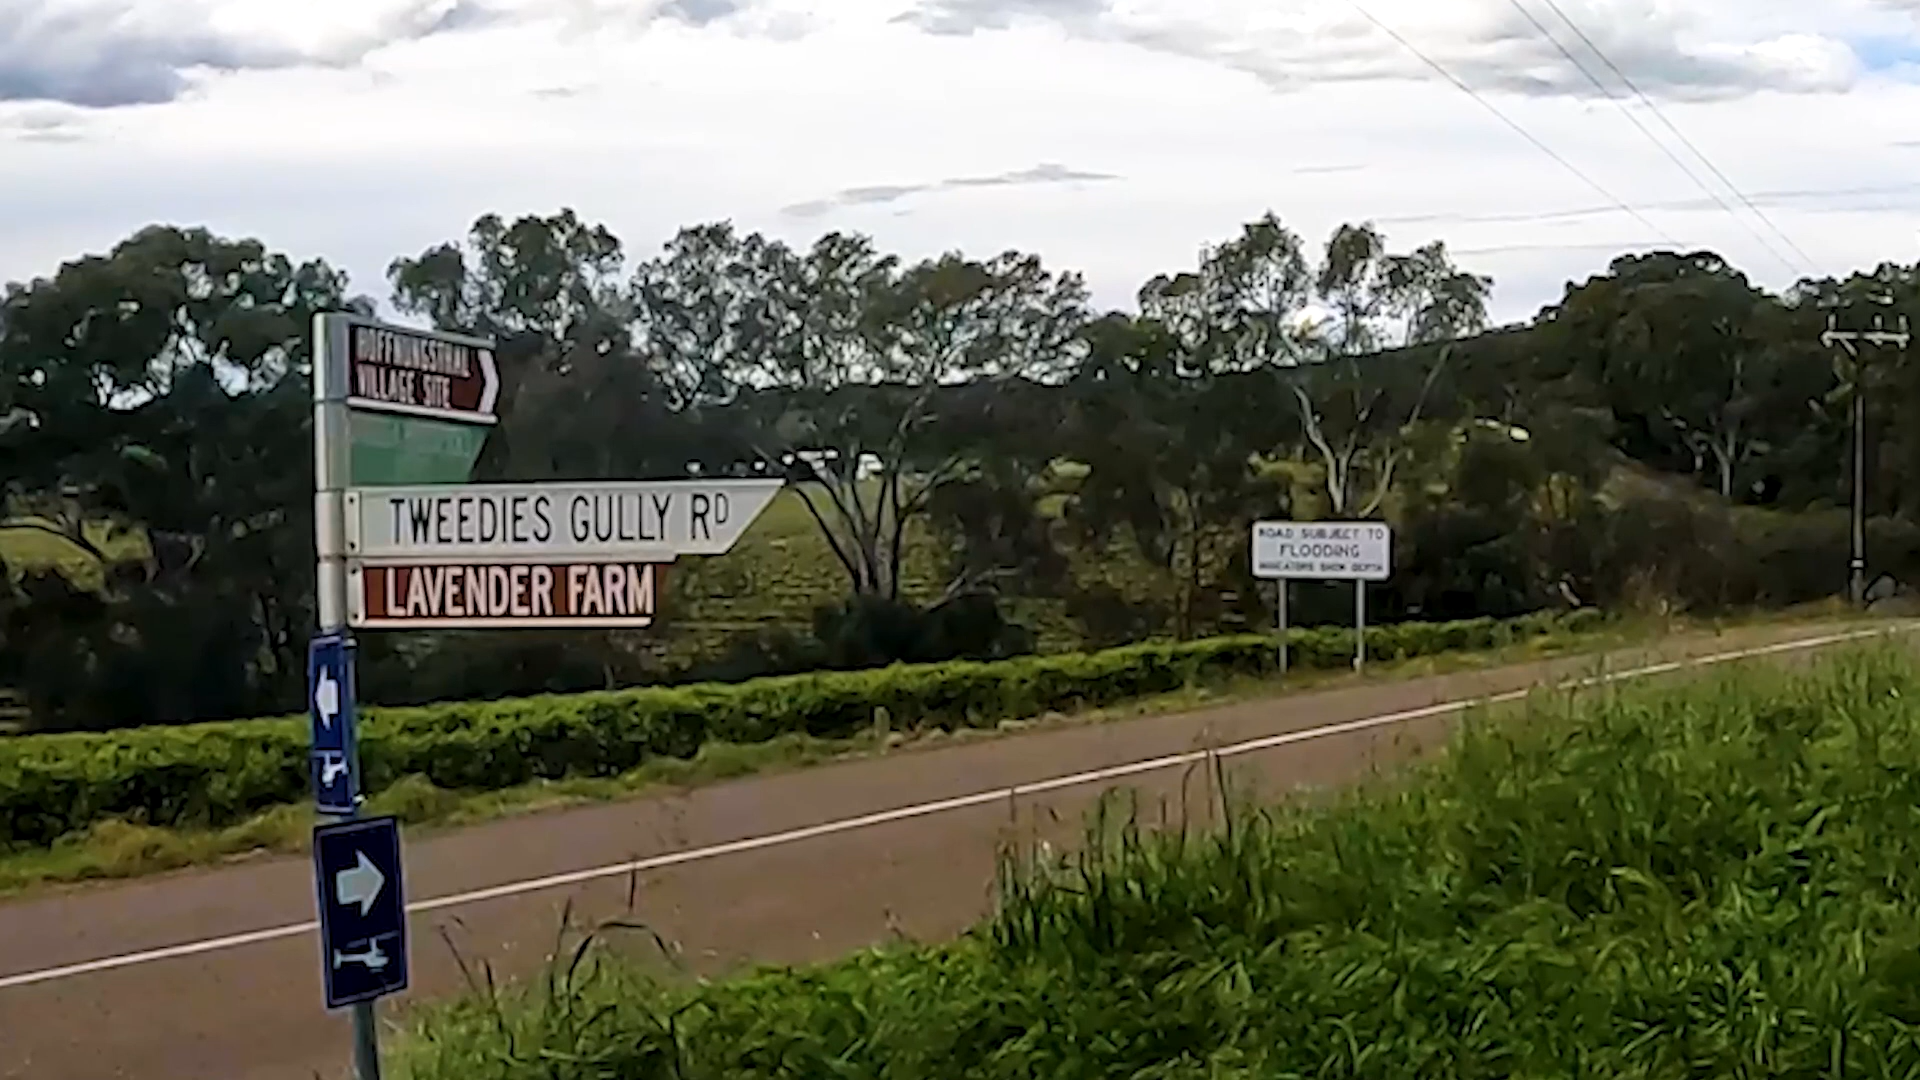 HOFFNUNGSTHAL
VILLAGE SITE
TWEEDIES GULLY RD
LAVENDER FARM
ROAD SUBJECT TO
FLOODING
INDICATORS SHOW DEPTH